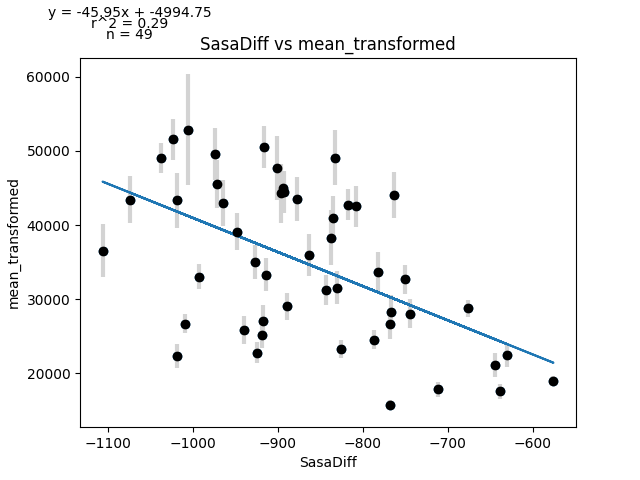 y = -45.95x + -4994.75
r^2 = 0.29
n = 49
SasaDiff vs mean_transformed
60000
50000
40000
30000
20000
mean_transformed
−1100
−1000
−900
−800
−700
−600
SasaDiff